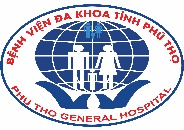 BỆNH VIỆN ĐA KHOA TỈNH PHÚ THỌ
PHU THO GENERAL HOSPITAL